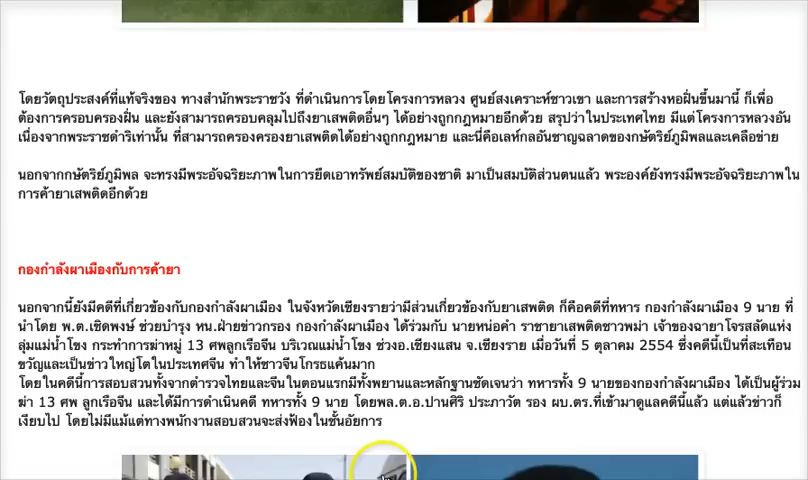 โดยวัตถุประสงค์ที่แท้จริงของ ทางสำนักพระราชวัง ที่ดำเนินการโดยโครงการหลวง ศูนย์สงเคราะห์ชาวเขา และการสร้างหอฝิ่นขึ้นมานี้ ก็เพื่อ
ต้องการครอบครองฝิ่น และยังสามารถครอบคลุมไปถึงยาเสพติดอื่นๆ ได้อย่างถูกกฎหมายอีกด้วย สรุปว่าในประเทศไทย มีแต่โครงการหลวงอัน
เนื่องจากพระราชดำริเท่านั้น ที่สามารถครองครองยาเสพติดได้อย่างถูกกฎหมาย และนี่คือเลห์กลอันชาญฉลาดของกษัตริย์ภูมิพลและเคลือข่าย
นอกจากกษัตริย์ภูมิพล จะทรงมีพระอัจฉริยะภาพในการยึดเอาทรัพย์สมบัติของชาติ มาเป็นสมบัติส่วนตนแล้ว พระองค์ยังทรงมีพระอัจฉริยะภาพใน
การค้ายาเสพติดอีกด้วย
กองกำลังผาเมืองกับการค้ายา
นอกจากนี้ยังมีคดีที่เกี่ยวข้องกับกองกำลังผาเมือง ในจังหวัดเชียงรายว่ามีส่วนเกี่ยวข้องกับยาเสพติด ก็คือคดีที่ทหาร กองกำลังผาเมือง 9 นาย ที่
นำโดย พ.ต.เชิดพงษ์ ช่วยบำรุง หน.ฝ่ายข่าวกรอง กองกำลังผาเมือง ได้ร่วมกับ นายหน่อคำ ราชายาเสพติดชาวพม่า เจ้าของฉายาโจรสลัดแห่ง
ลุ่มแม่น้ำโขง กระทำการฆ่าหมู่ 13 ศพลูกเรือจีน บริเวณแม่น้ำโขง ช่วงอ.เชียงแสน จ.เชียงราย เมื่อวันที่ 5 ตุลาคม 2554 ซึ่งคดีนี้เป็นที่สะเทือน
ขวัญและเป็นข่าวใหญ่โตในประเทศจีน ทำให้ชาวจีนโกรธแค้นมาก
โดยในคดีนี้การสอบสวนทั้งจากตำรวจไทยและจีนในตอนแรกมีทั้งพยานและหลักฐานชัดเจนว่า ทหารทั้ง 9 นายของกองกำลังผาเมือง ได้เป็นผู้ร่วม
ฆ่า 13 ศพ ลูกเรือจีน และได้มีการดำเนินคดี ทหารทั้ง 9 นาย โดยพล.ต.อ.ปานศิริ ประภาวัต รอง ผบ.ตร.ที่เข้ามาดูแลคดีนี้แล้ว แต่แล้วข่าวก็
เงียบไป โดยไม่มีแม้แต่ทางพนักงานสอบสวนจะส่งฟ้องในชั้นอัยการ